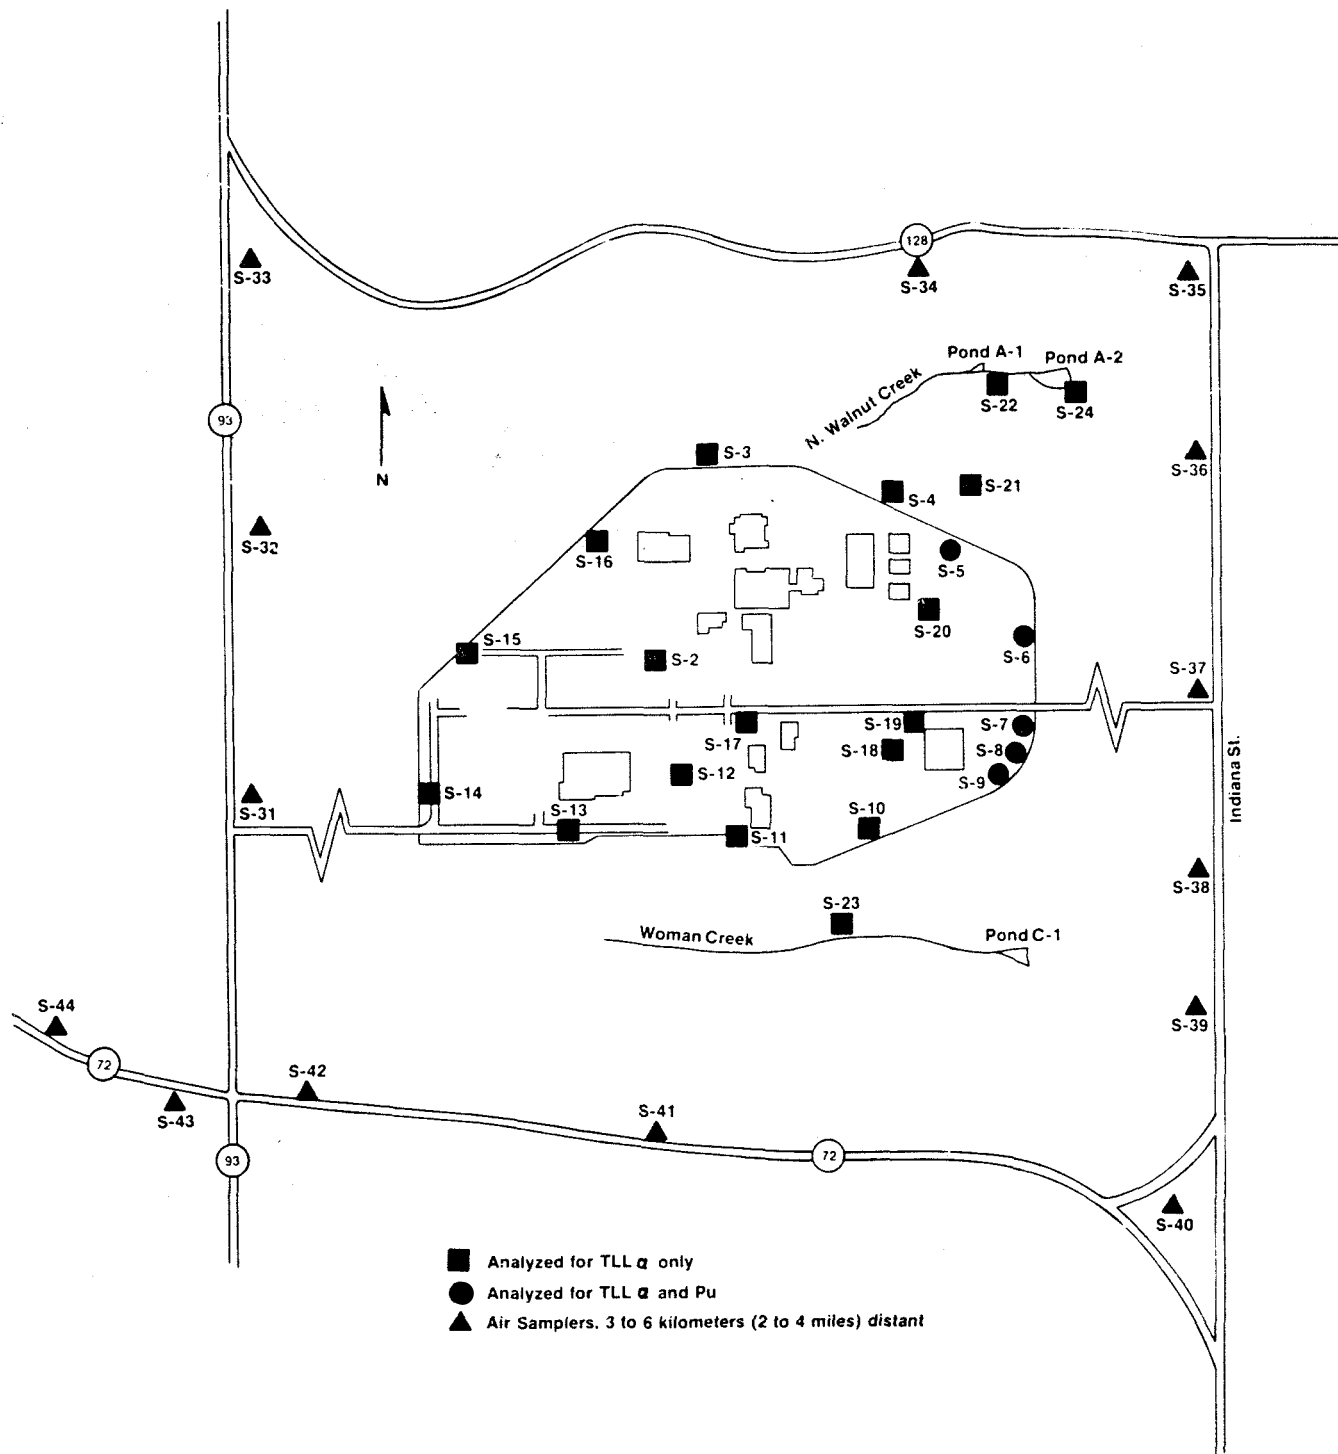 128
S-33
S-34
S-35
Pond A-1
Pond A-2
N. Walnut Creek
S-22
S-24
93
N
S-3
S-36
S-21
S-4
S-32
S-16
S-5
S-20
S-15
S-2
S-6
S-37
S-19
S-7
S-17
S-18
S-8
Indiana St.
S-12
S-9
S-14
S-31
S-13
S-10
S-11
S-38
S-23
Woman Creek
Pond C-1
S-44
S-39
72
S-42
S-43
S-41
93
72
S-40
Analyzed for TLL α only
Analyzed for TLL α and Pu
Air Samplers. 3 to 6 kilometers (2 to 4 miles) distant